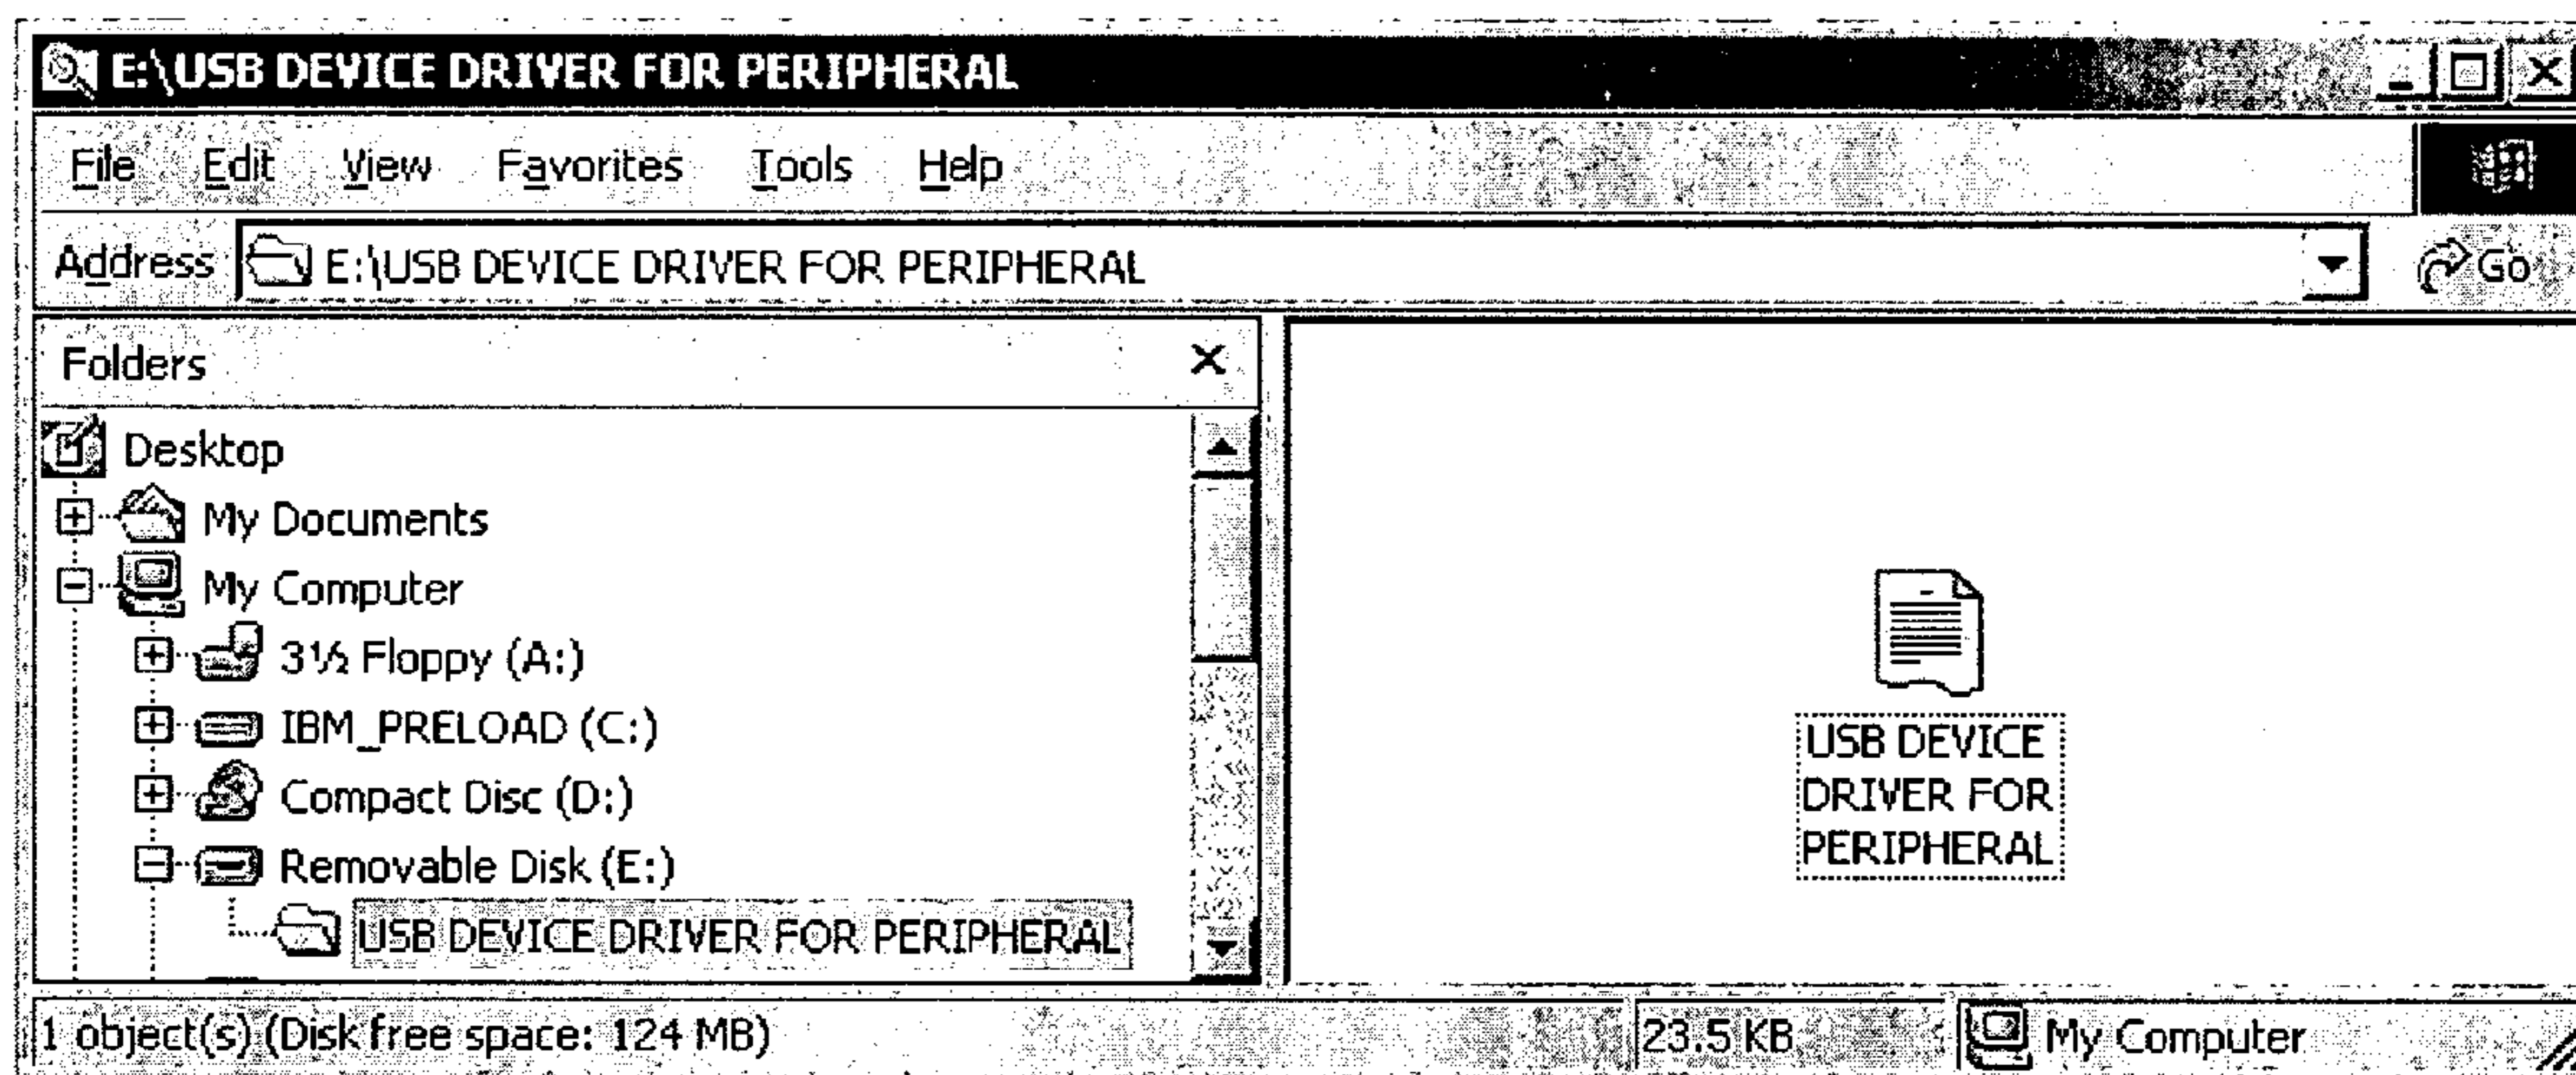 E:\USB DEVICE DRIVER FOR PERIPHERAL
File Edit View Favorites Tools Help
Address E:\USB DEVICE DRIVER FOR PERIPHERAL Go
Folders
Desktop
My Documents
My Computer
3½ Floppy (A:)
IBM_PRELOAD (C:)
Compact Disc (D:)
Removable Disk (E:)
USB DEVICE DRIVER FOR PERIPHERAL
USB DEVICE
DRIVER FOR
PERIPHERAL
1 object(s) (Disk free space: 124 MB) 23.5 KB My Computer